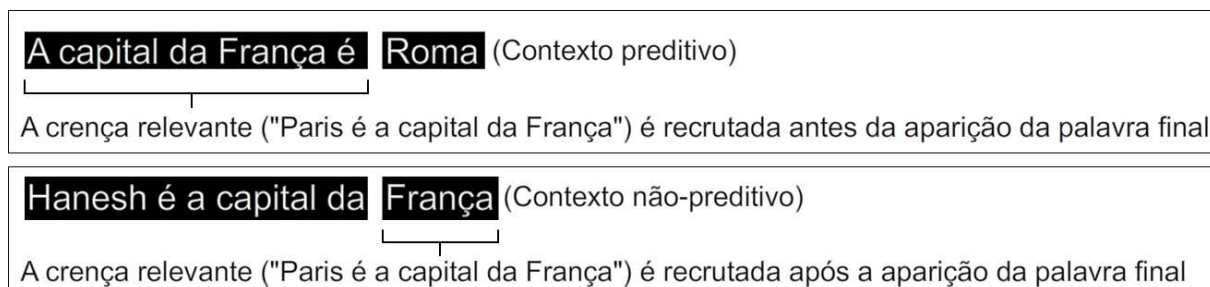 A capital da França é Roma (Contexto preditivo)
A crença relevante ("Paris é a capital da França") é recrutada antes da aparição da palavra final
Hanesh é a capital da França (Contexto não-preditivo)
A crença relevante ("Paris é a capital da França") é recrutada após a aparição da palavra final